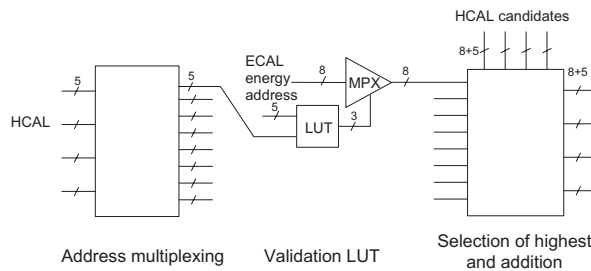 HCAL candidates
8+5
8+5
5
5
ECAL
energy
address
8
MPX
8
5
LUT
3
HCAL
Address multiplexing
Validation LUT
Selection of highest
and addition